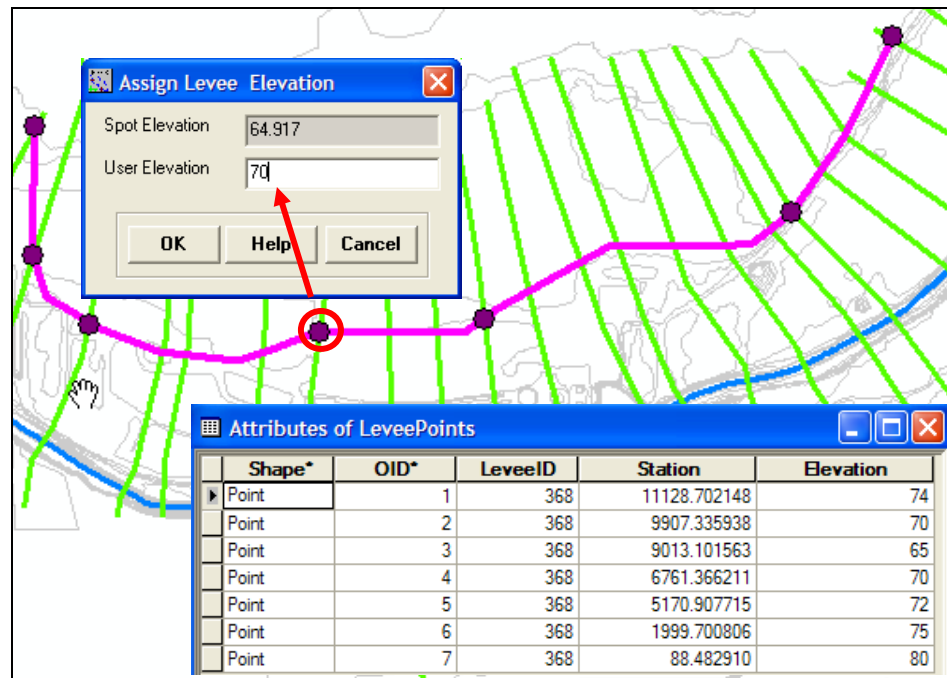 Assign Levee Elevation
Spot Elevation 64.917
User Elevation 70
OK Help Cancel
Attributes of LeveePoints
Shape* OID* LeveeID Station Elevation
Point 1 368 11128.702148 74
Point 2 368 9907.335938 70
Point 3 368 9013.101563 65
Point 4 368 6761.366211 70
Point 5 368 5170.907715 72
Point 6 368 1999.700806 75
Point 7 368 88.482910 80